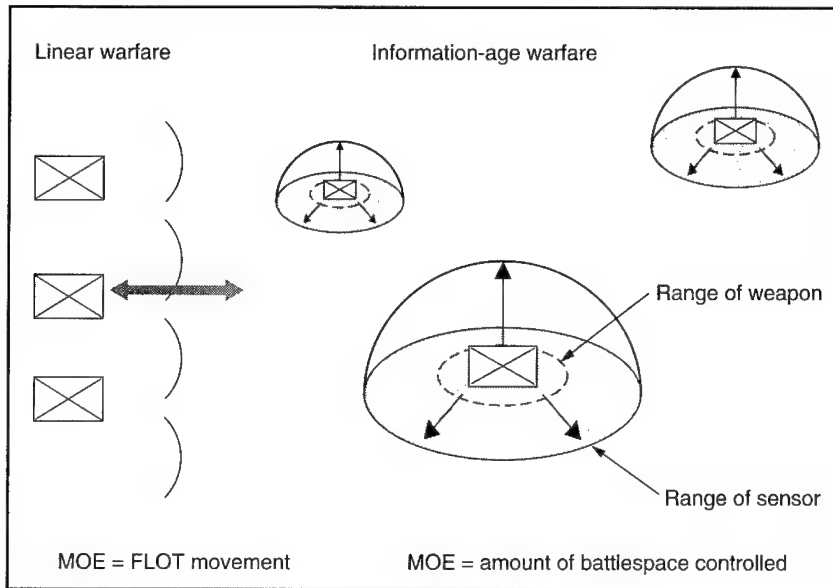 Linear warfare
Information-age warfare
Range of weapon
Range of sensor
MOE = FLOT movement
MOE = amount of battlespace controlled